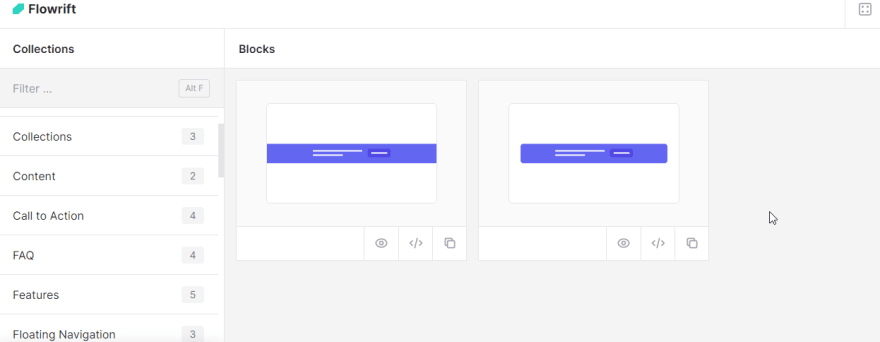 Flowrift
Collections
Blocks
Filter ...
Alt F
Collections 3
Content 2
Call to Action 4
FAQ 4
Features 5
Floating Navigation 3